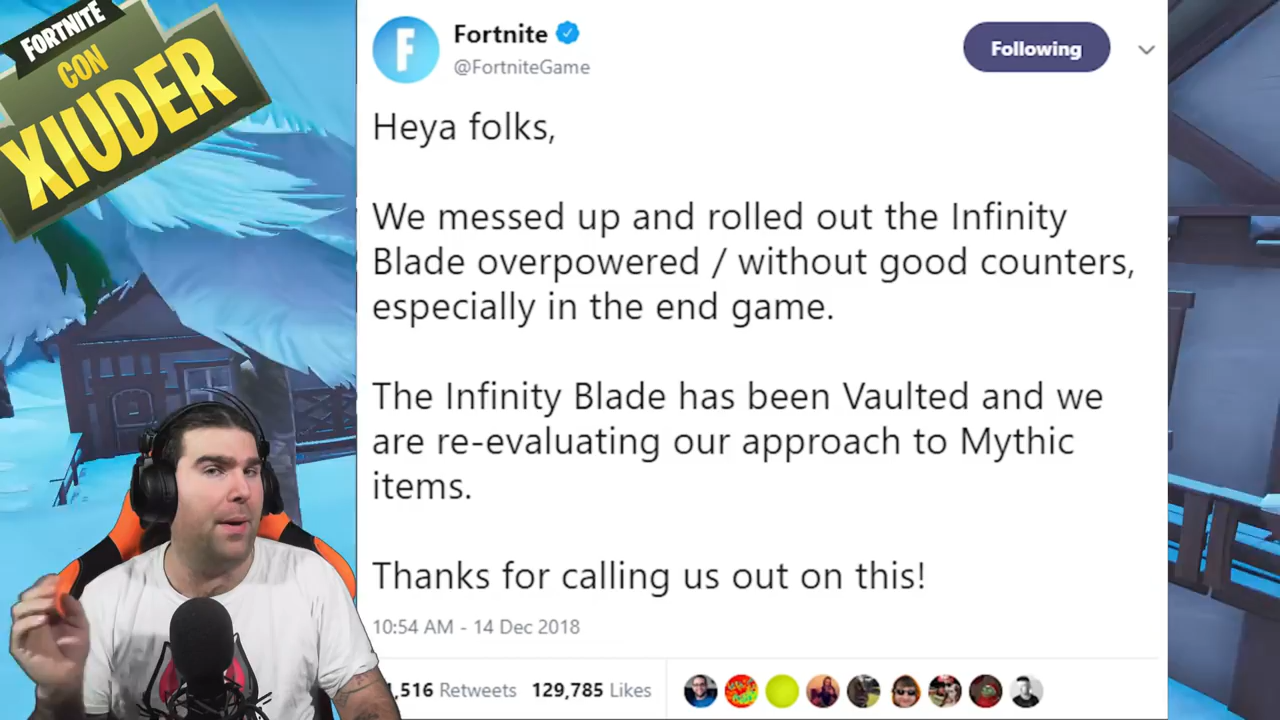 FORTNITE
CON
XIUDER
Fortnite
@FortniteGame
Following
Heya folks,
We messed up and rolled out the Infinity
Blade overpowered / without good counters,
especially in the end game.
The Infinity Blade has been Vaulted and we
are re-evaluating our approach to Mythic
items.
Thanks for calling us out on this!
10:54 AM - 14 Dec 2018
,516 Retweets 129,785 Likes